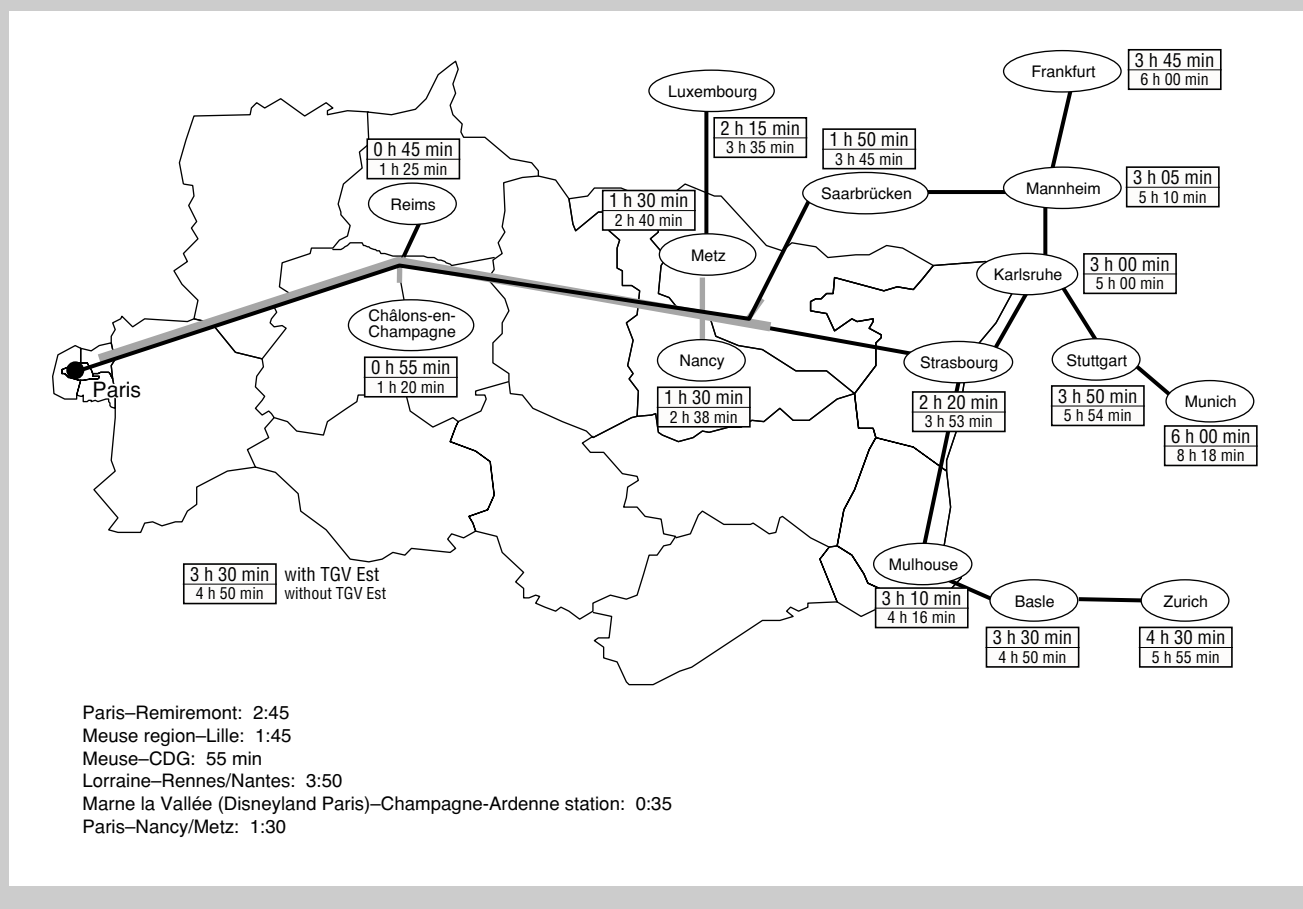 Frankfurt
3 h 45 min
6 h 00 min
Luxembourg
2 h 15 min
3 h 35 min
1 h 50 min
3 h 45 min
0 h 45 min
1 h 25 min
Saarbrücken
Mannheim
3 h 05 min
5 h 10 min
Reims
1 h 30 min
2 h 40 min
Metz
Karlsruhe
3 h 00 min
5 h 00 min
Châlons-en-
Champagne
0 h 55 min
1 h 20 min
Nancy
1 h 30 min
2 h 38 min
Strasbourg
2 h 20 min
3 h 53 min
Stuttgart
3 h 50 min
5 h 54 min
Munich
6 h 00 min
8 h 18 min
Paris
3 h 30 min with TGV Est
4 h 50 min without TGV Est
Mulhouse
3 h 10 min
4 h 16 min
Basle
3 h 30 min
4 h 50 min
Zurich
4 h 30 min
5 h 55 min
Paris–Remiremont: 2:45
Meuse region–Lille: 1:45
Meuse–CDG: 55 min
Lorraine–Rennes/Nantes: 3:50
Marne la Vallée (Disneyland Paris)–Champagne-Ardenne station: 0:35
Paris–Nancy/Metz: 1:30